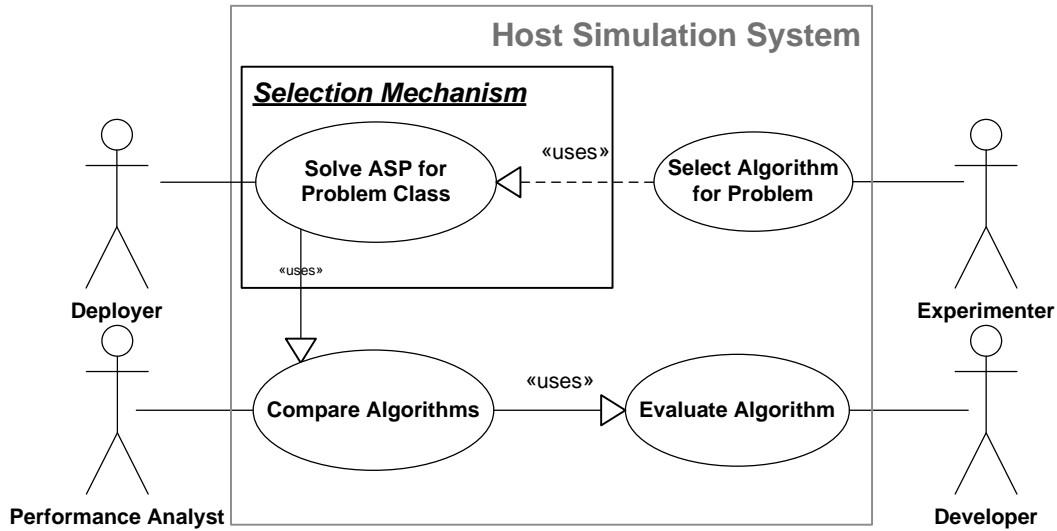 Host Simulation System
Selection Mechanism
Solve ASP for
Problem Class
«uses»
Select Algorithm
for Problem
«uses»
Deployer
Experimenter
Compare Algorithms
«uses»
Evaluate Algorithm
Performance Analyst
Developer